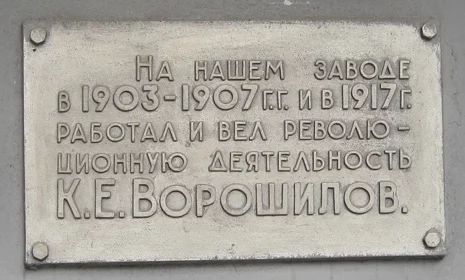 На нашем заводе
в 1903-1907 г.г. и в 1917 г.
работал и вел револю-
ционную деятельность
К.Е.Ворошилов.